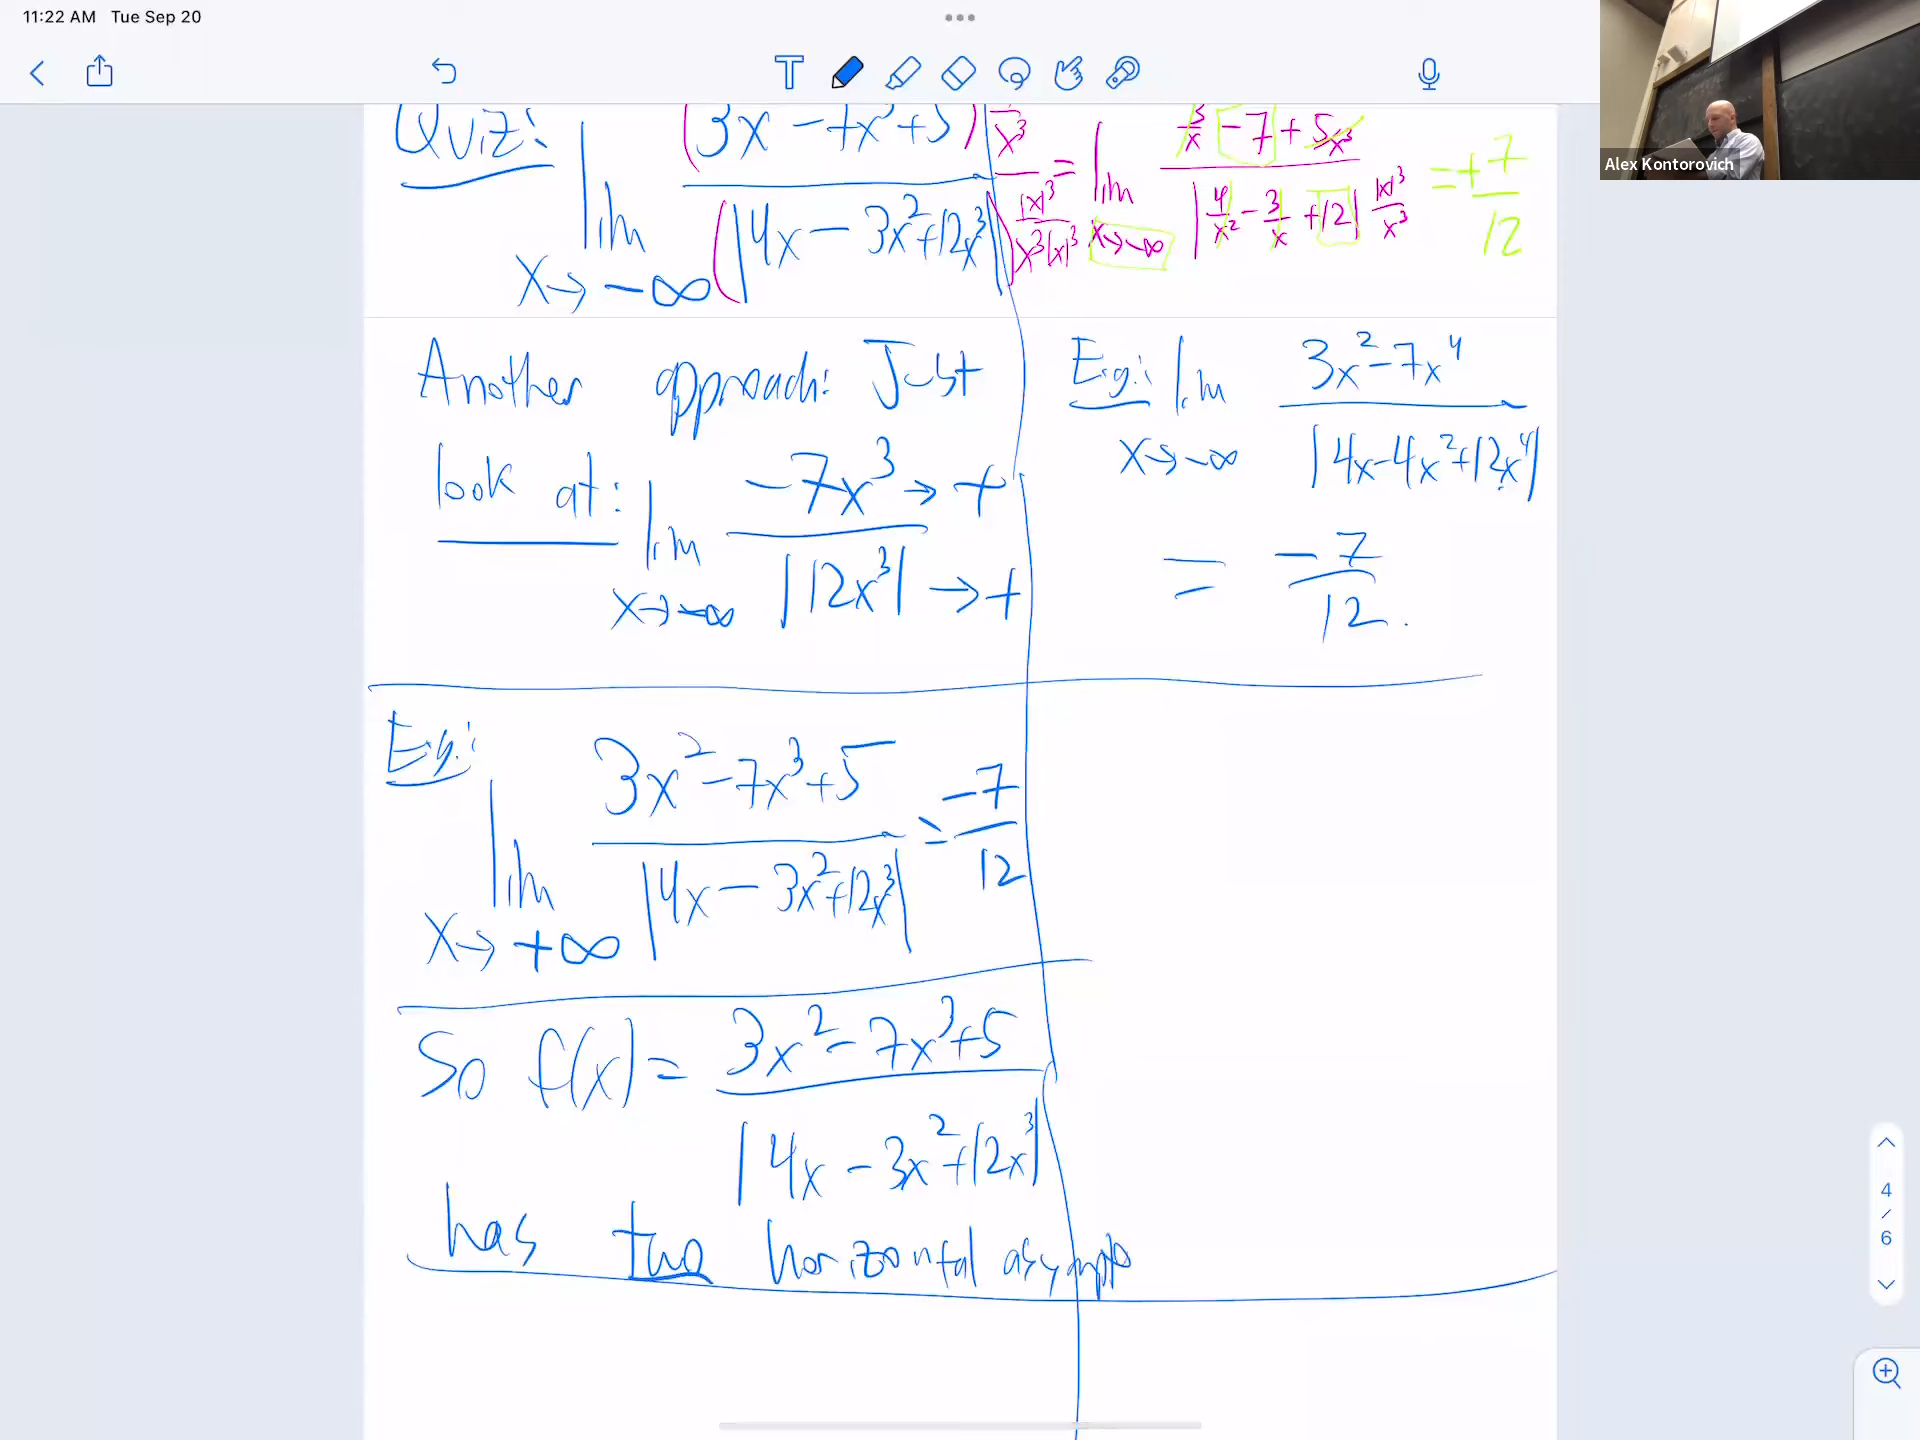 11:22 AM Tue Sep 20
Alex Kontorovich
Quiz: lim x→-∞ (3x² - 7x³ + 5) / (|4x - 3x² + 12x³|) · (1/x³) / (|x|³/(x³|x|³)) = lim x→-∞ (3/x - 7 + 5/x³) / (|4/x² - 3/x + 12| |x|³/x³) = +7/12
Another approach: Just
look at: lim x→-∞ -7x³ → + / |12x³| → +
E.g.: lim x→-∞ (3x² - 7x⁴) / |4x - 4x² + 12x⁴|
= -7/12.
E.g.:
lim x→+∞ (3x² - 7x³ + 5) / |4x - 3x² + 12x³| = -7/12
So f(x) = (3x² - 7x³ + 5) / |4x - 3x² + 12x³|
has two horizontal asympts
4 / 6